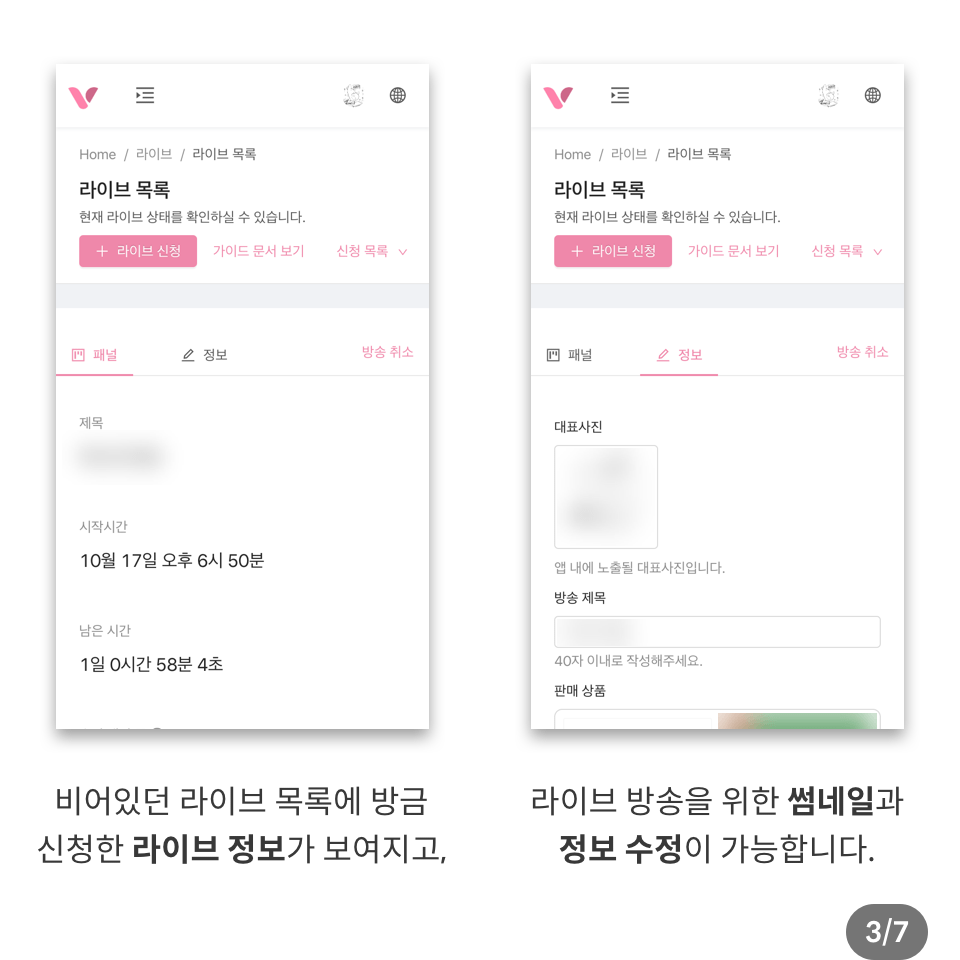 Home / 라이브 / 라이브 목록
라이브 목록
현재 라이브 상태를 확인하실 수 있습니다.
+ 라이브 신청 가이드 문서 보기 신청 목록
패널 정보 방송 취소
제목
시작시간
10월 17일 오후 6시 50분
남은 시간
1일 0시간 58분 4초
비어있던 라이브 목록에 방금
신청한 라이브 정보가 보여지고,
Home / 라이브 / 라이브 목록
라이브 목록
현재 라이브 상태를 확인하실 수 있습니다.
+ 라이브 신청 가이드 문서 보기 신청 목록
패널 정보 방송 취소
대표사진
앱 내에 노출될 대표사진입니다.
방송 제목
40자 이내로 작성해주세요.
판매 상품
라이브 방송을 위한 썸네일과
정보 수정이 가능합니다.
3/7